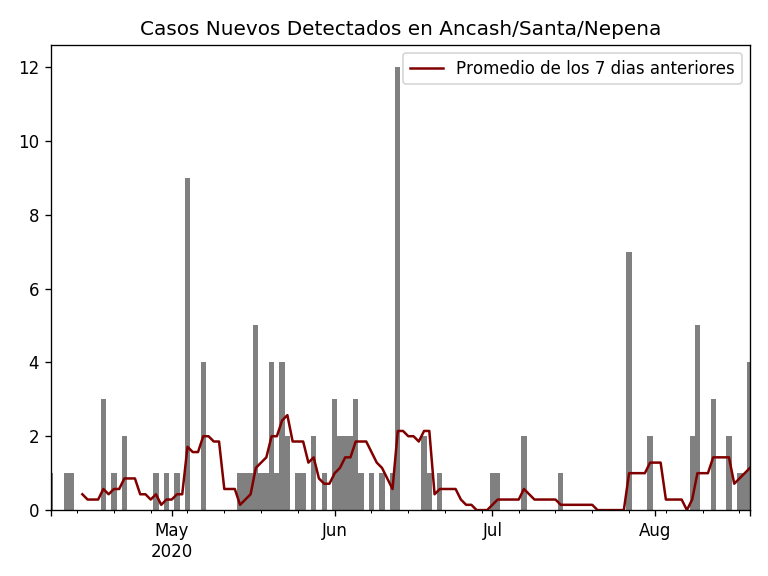 Casos Nuevos Detectados en Ancash/Santa/Nepena
Promedio de los 7 dias anteriores
12
10
8
6
4
2
0
May
2020
Jun
Jul
Aug